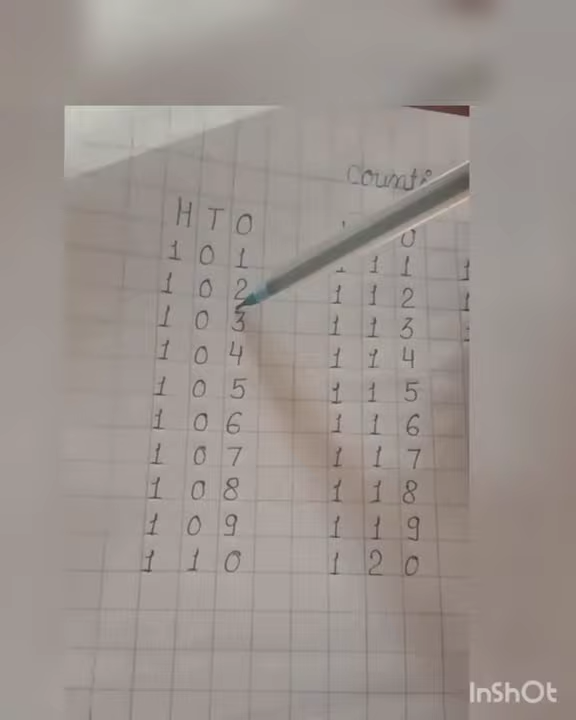 Counti
H T O
1 0 1
1 0 2
1 0 3
1 0 4
1 0 5
1 0 6
1 0 7
1 0 8
1 0 9
1 1 0
O
1 1 1
1 1 2
1 1 3
1 1 4
1 1 5
1 1 6
1 1 7
1 1 8
1 1 9
1 2 0
InShOt